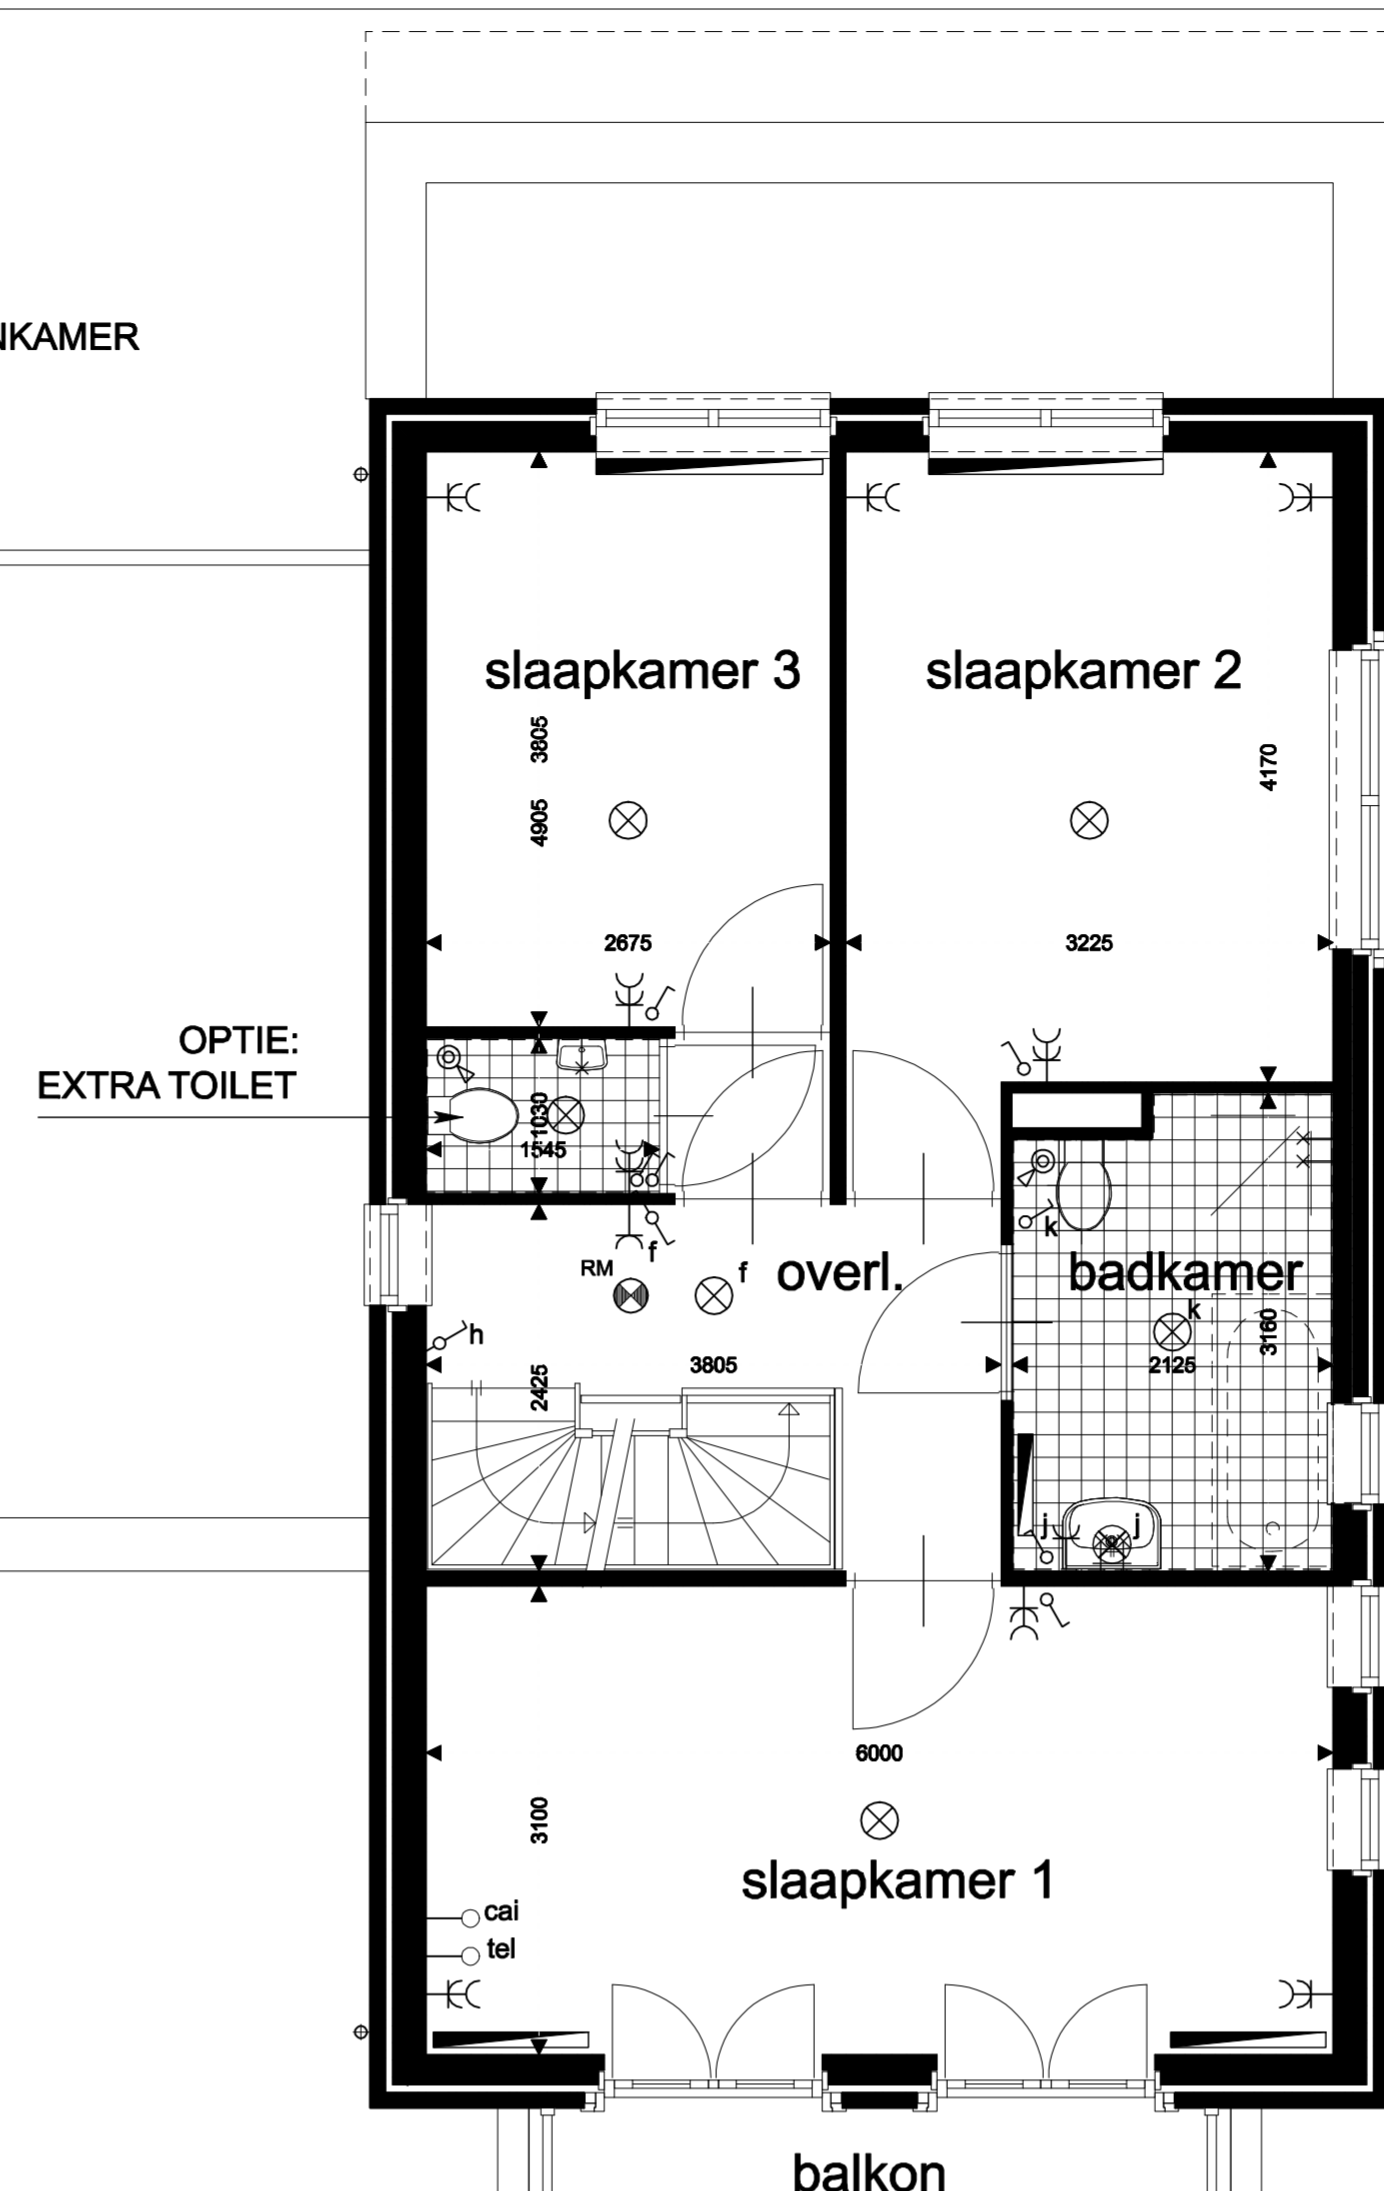 NKAMER
slaapkamer 3
slaapkamer 2
3805
4905
4170
2675
3225
OPTIE:
EXTRA TOILET
1030
1545
k
f
RM
f
overl.
badkamer
k
h
3805
2425
3160
2125
j
j
6000
3100
slaapkamer 1
cai
tel
balkon